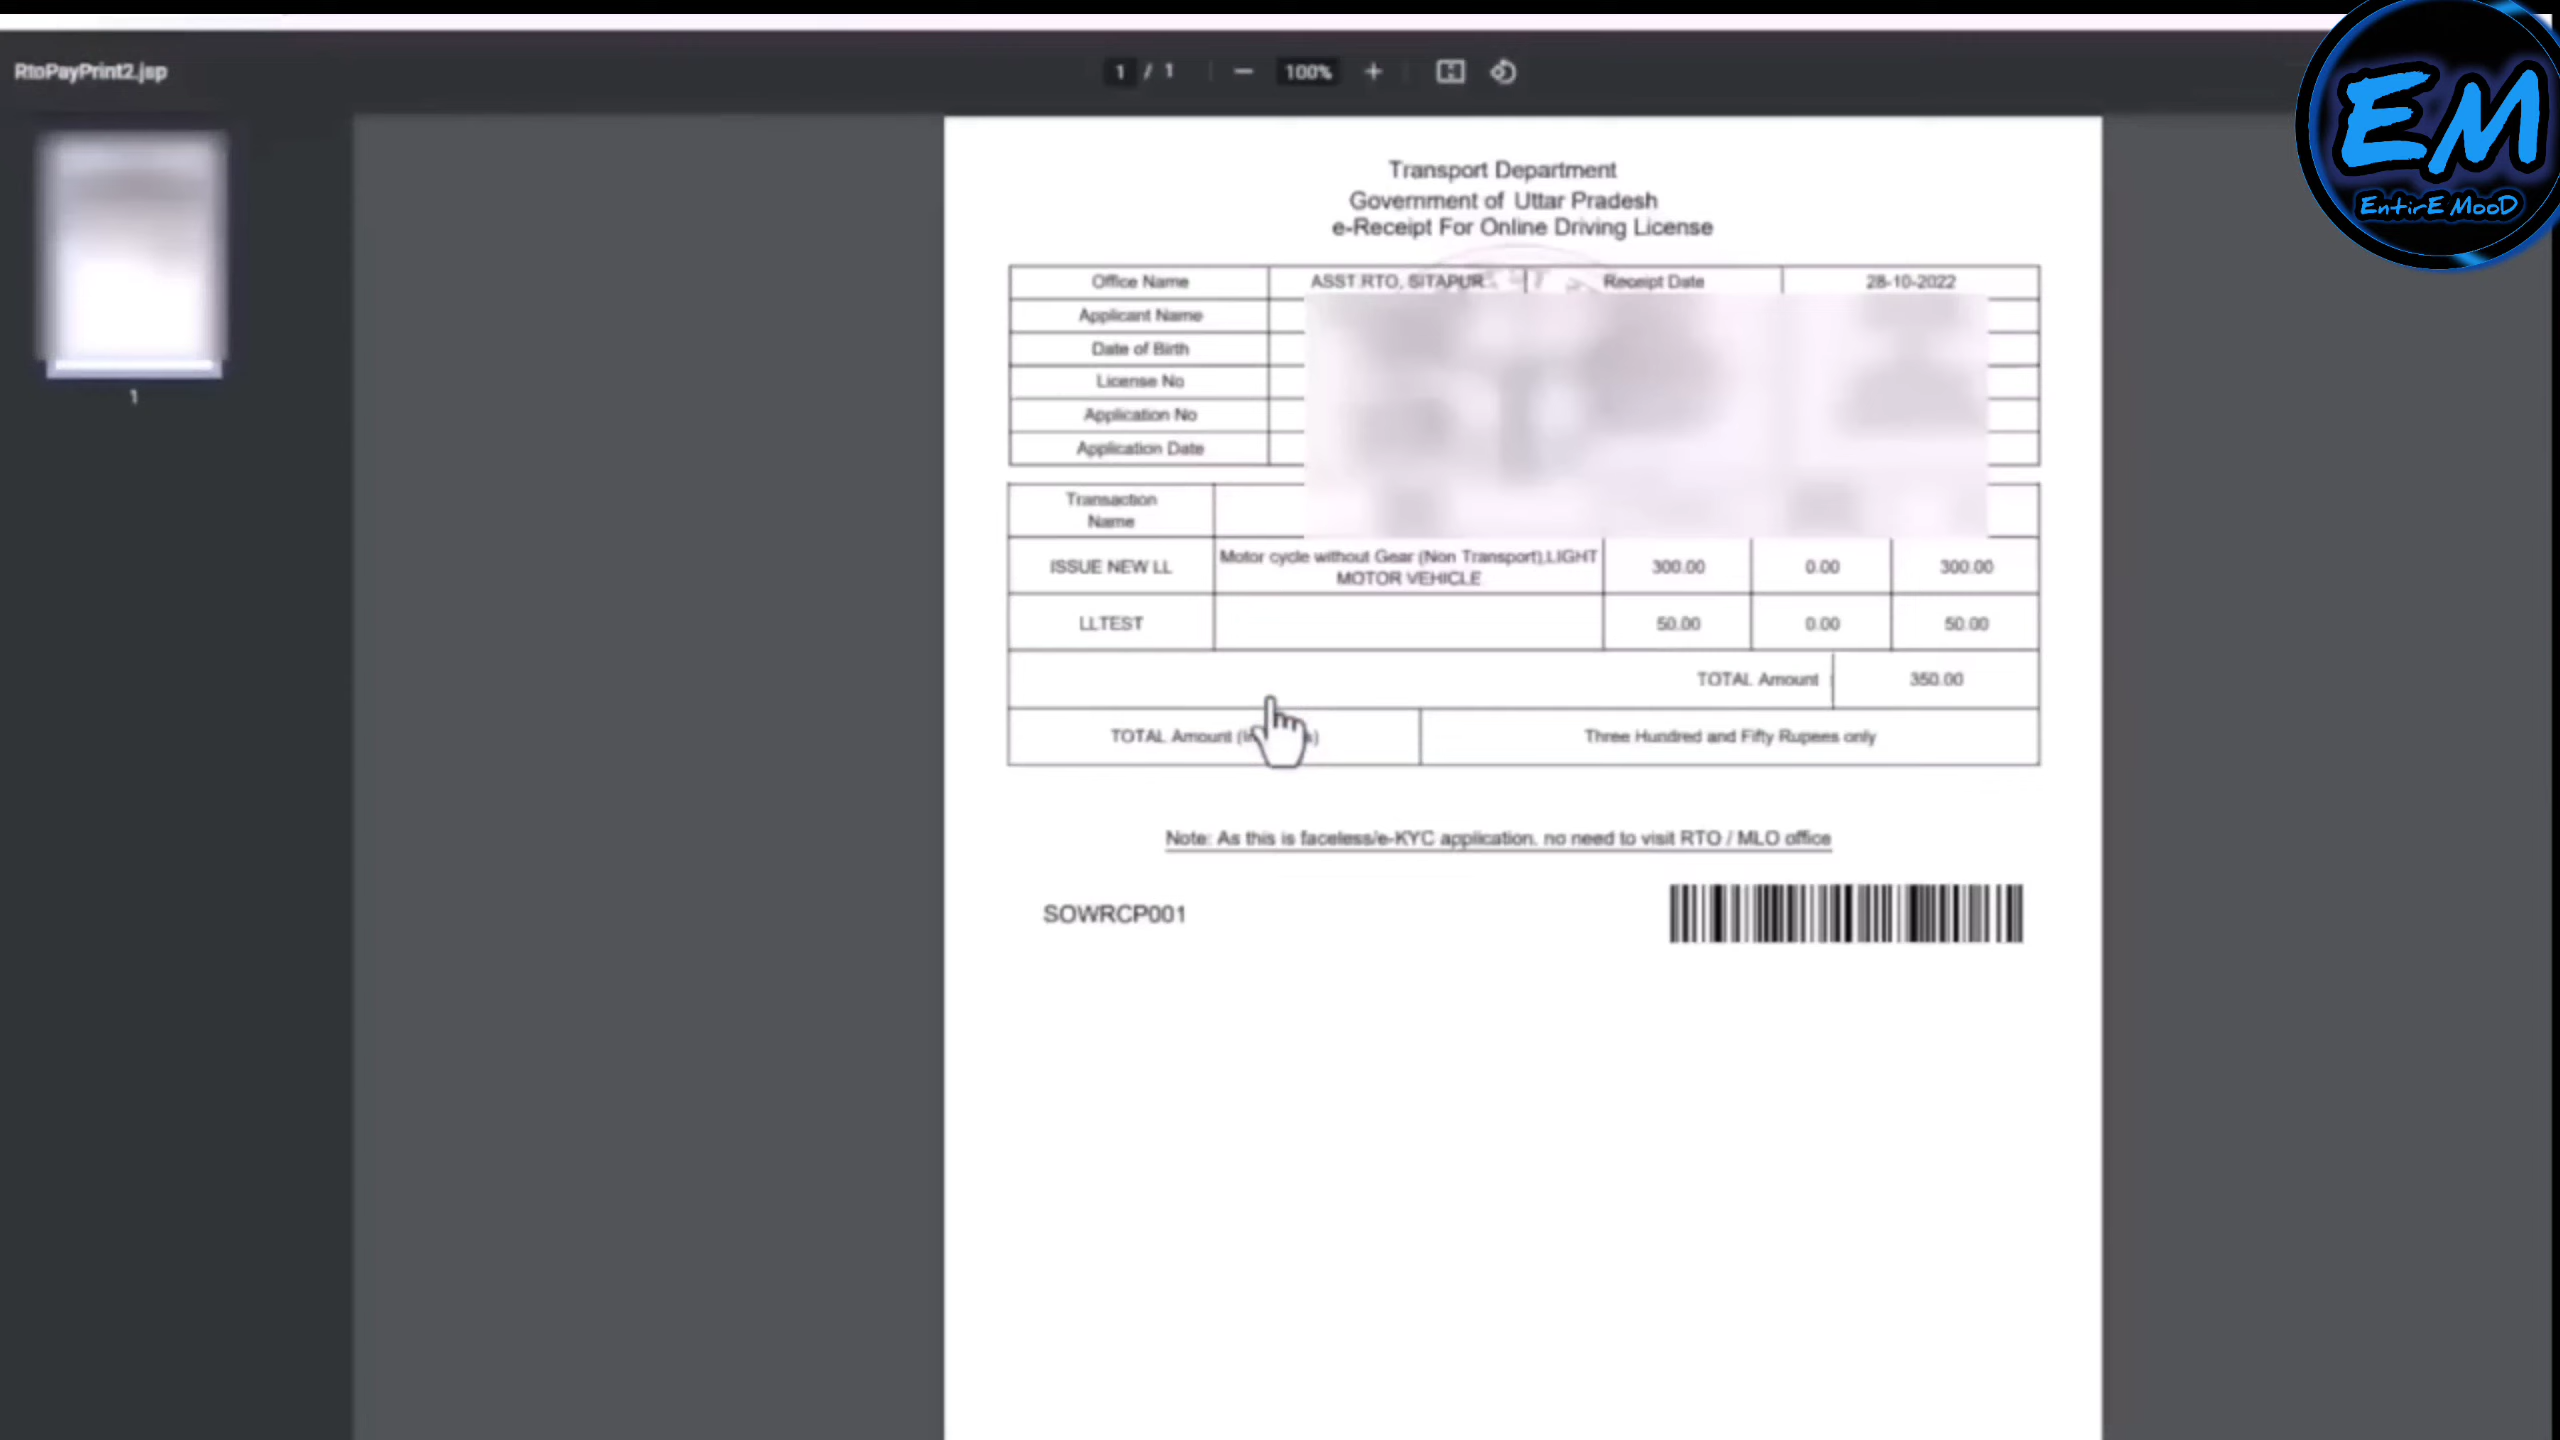 RtoPayPrint2.jsp
1 / 1
100%
EM
EntirE MooD
1
Transport Department
Government of Uttar Pradesh
e-Receipt For Online Driving License
Office Name ASST.RTO, SITAPUR Receipt Date 28-10-2022
Applicant Name
Date of Birth
License No
Application No
Application Date
Transaction
Name
ISSUE NEW LL Motor cycle without Gear (Non Transport),LIGHT MOTOR VEHICLE 300.00 0.00 300.00
LLTEST 50.00 0.00 50.00
TOTAL Amount : 350.00
TOTAL Amount Three Hundred and Fifty Rupees only
Note: As this is faceless/e-KYC application, no need to visit RTO / MLO office
SOWRCP001